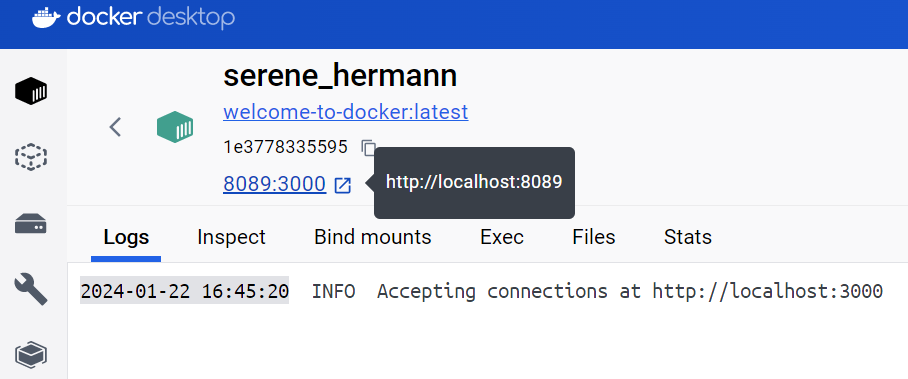 docker desktop
serene_hermann
welcome-to-docker:latest
1e3778335595
8089:3000
http://localhost:8089
Logs Inspect Bind mounts Exec Files Stats
2024-01-22 16:45:20 INFO Accepting connections at http://localhost:3000